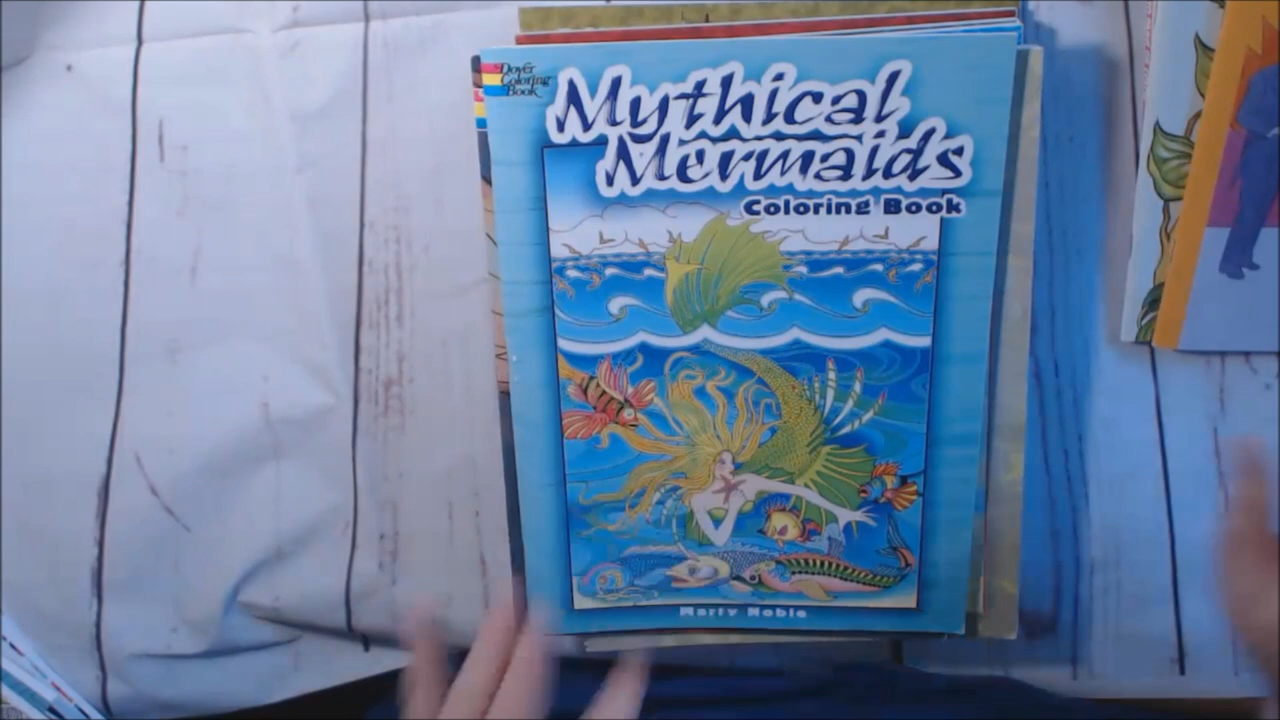 Dover
Coloring
Book
Mythical
Mermaids
Coloring Book
Marty Noble